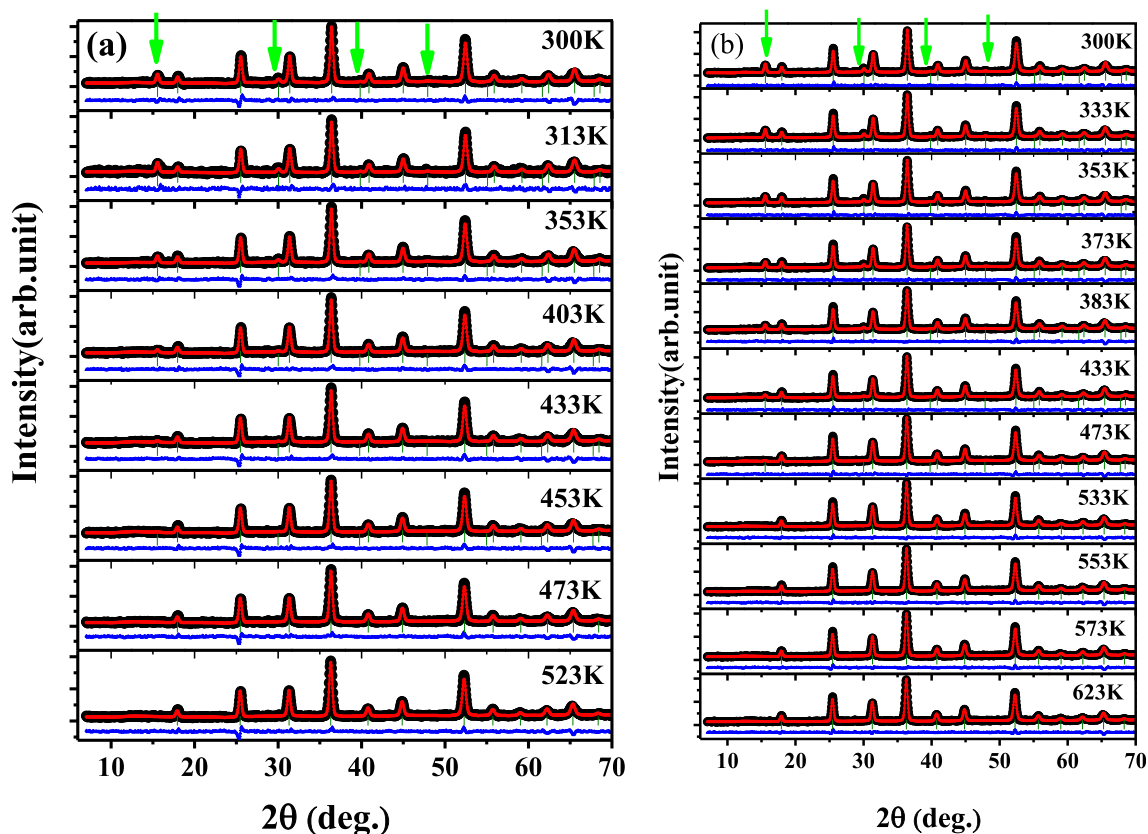 (a)
300K
313K
353K
403K
433K
453K
473K
523K
Intensity(arb.unit)
10 20 30 40 50 60 70
2θ (deg.)
(b)
300K
333K
353K
373K
383K
433K
473K
533K
553K
573K
623K
Intensity(arb.unit)
10 20 30 40 50 60 70
2θ (deg.)